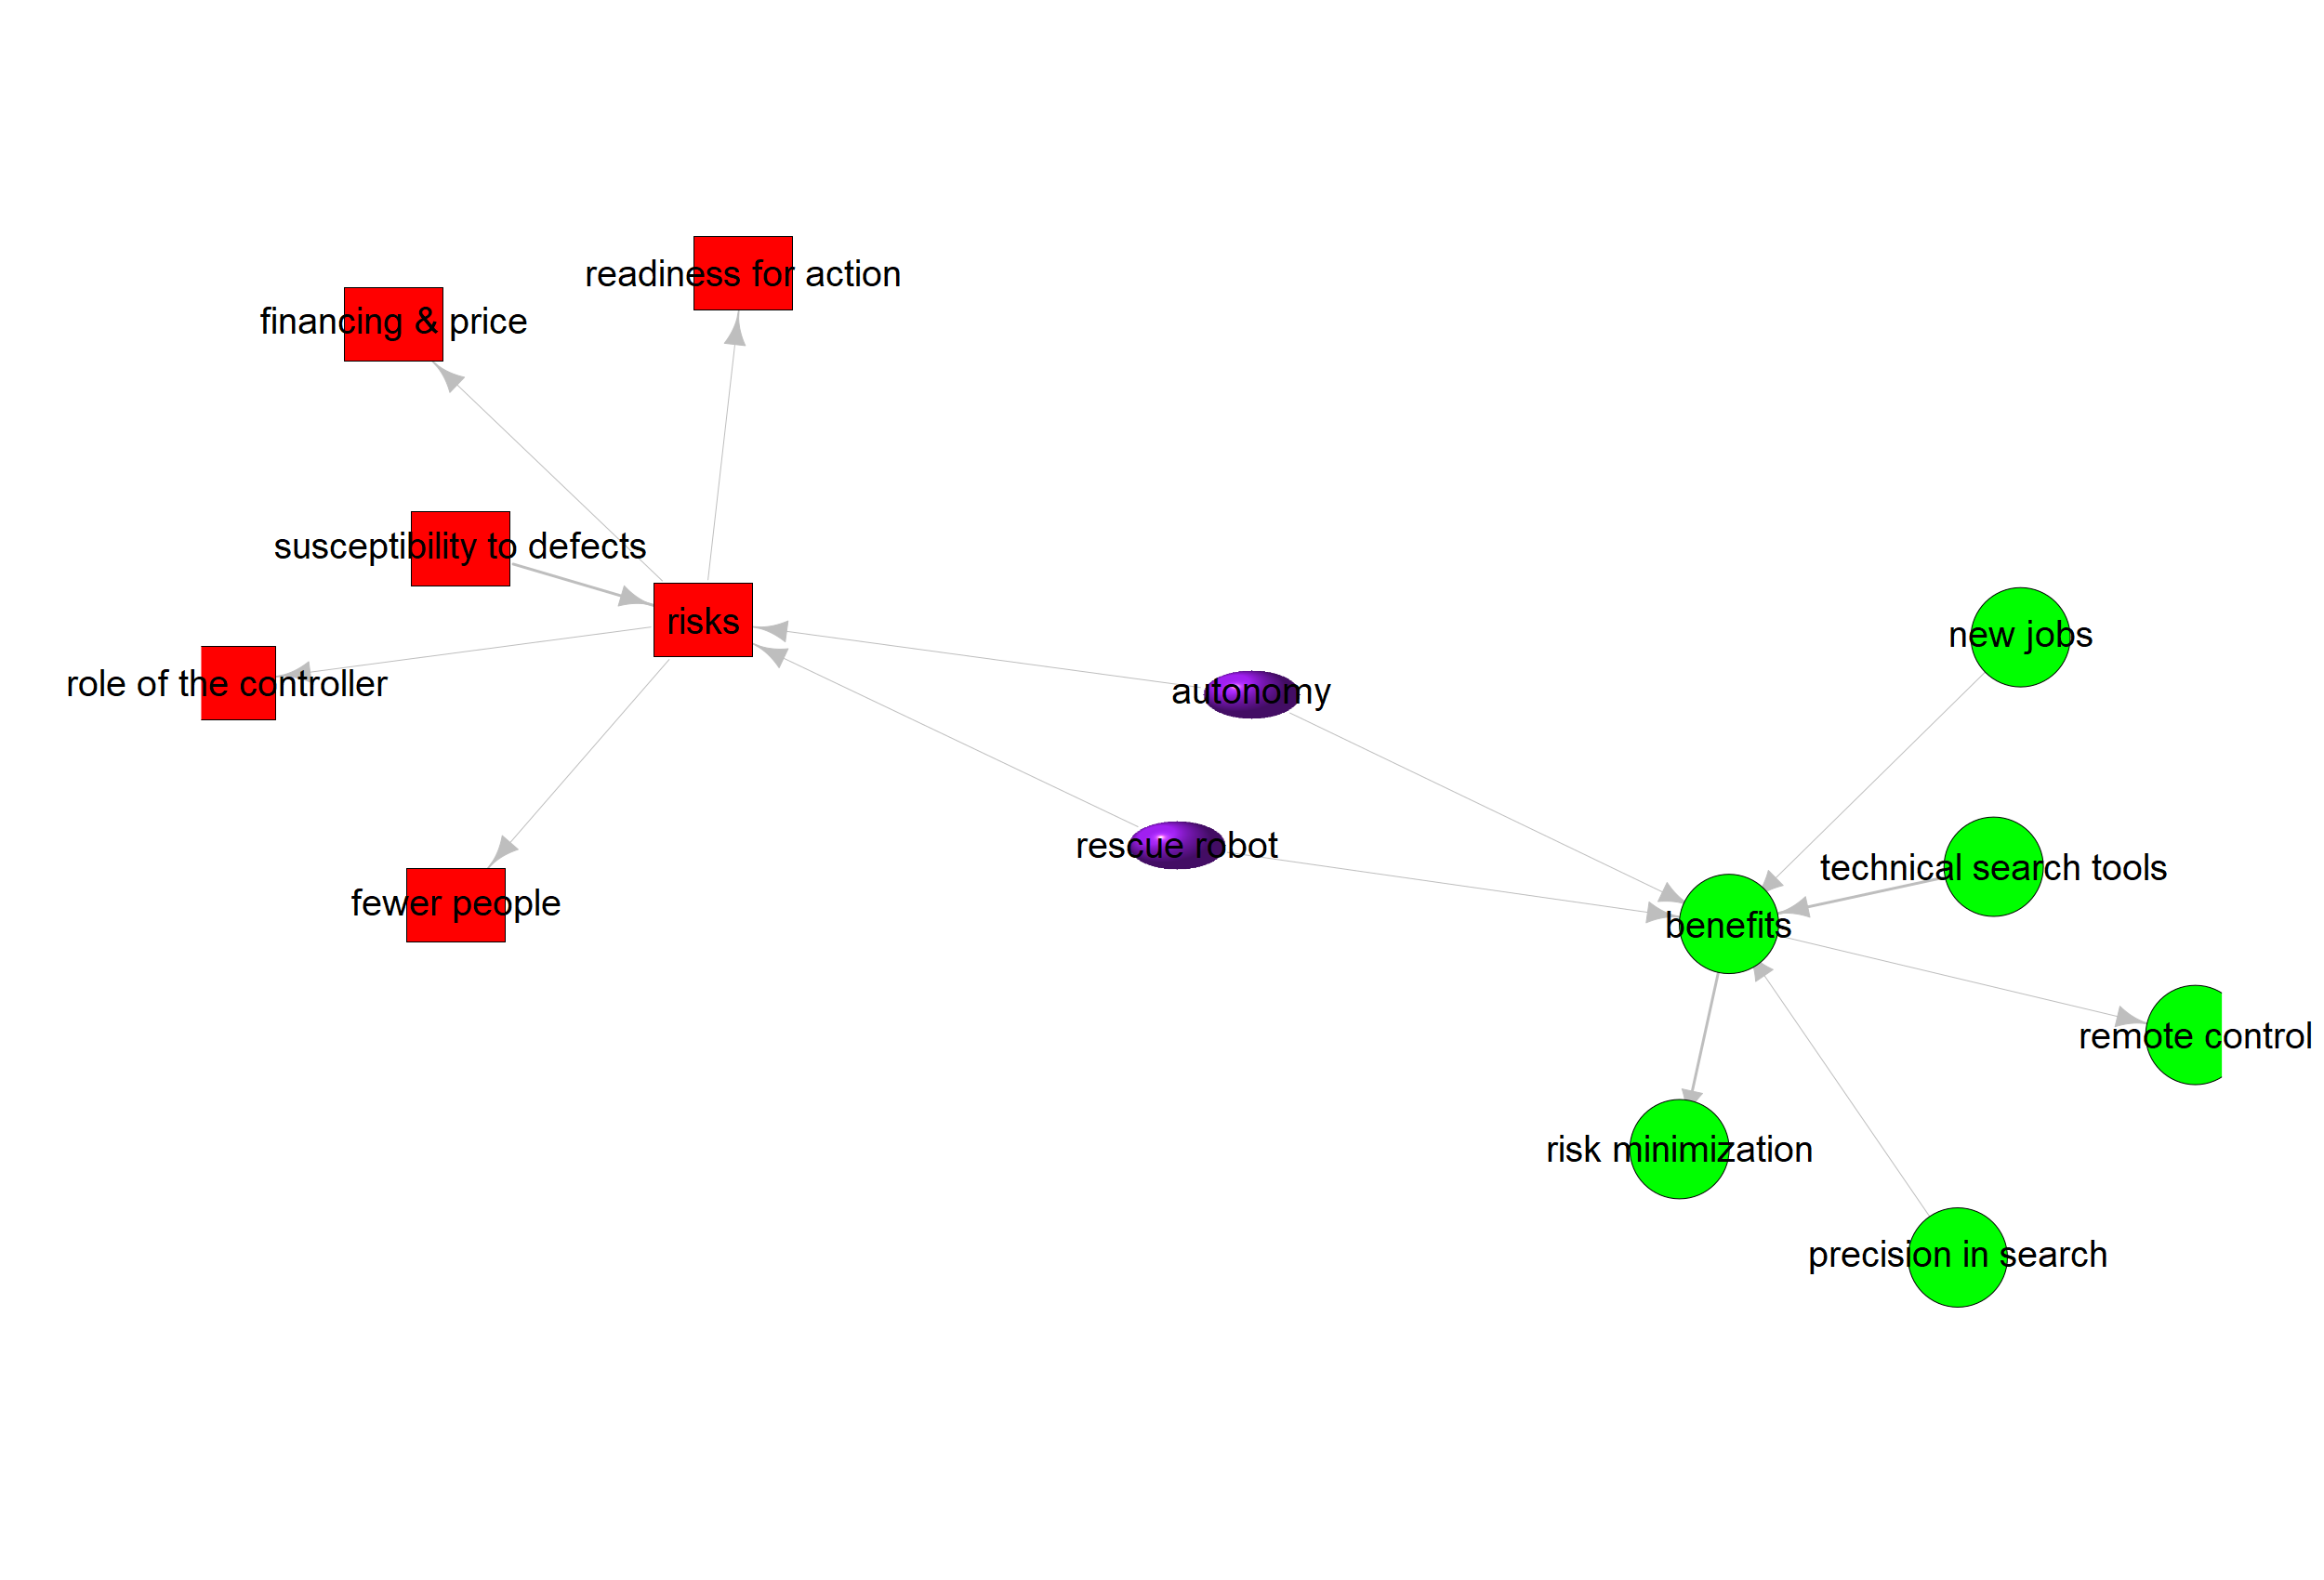 readiness for action
financing & price
susceptibility to defects
risks
new jobs
role of the controller
autonomy
rescue robot
technical search tools
fewer people
benefits
remote control
risk minimization
precision in search